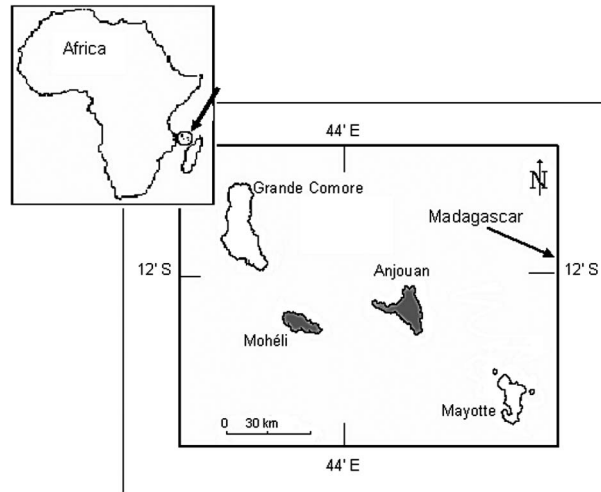 Africa
44' E
N
Grande Comore
Madagascar
12' S
Anjouan
12' S
Mohéli
Mayotte
0 30 km
44' E